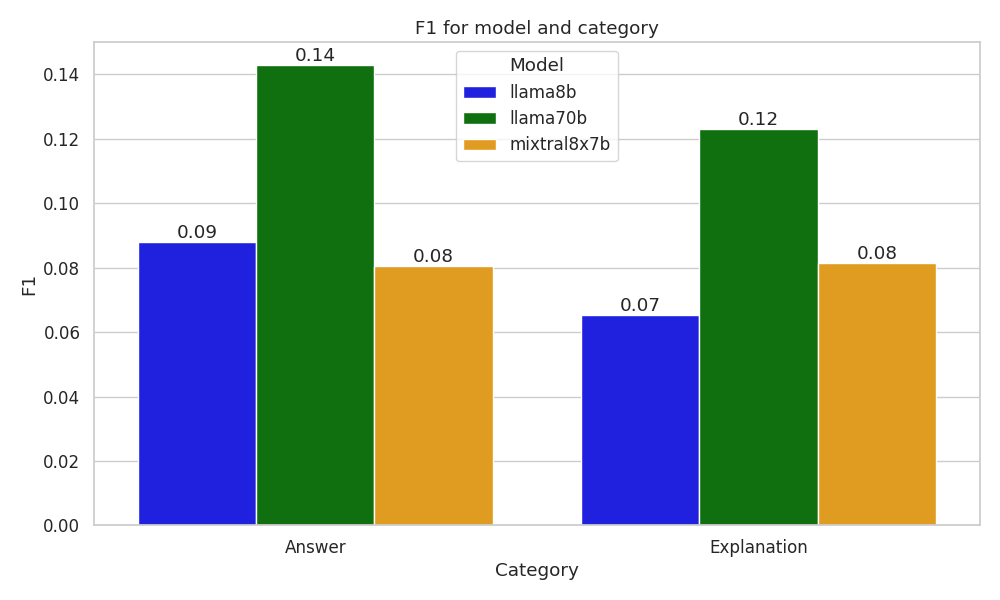 F1 for model and category
Model
llama8b
llama70b
mixtral8x7b
0.14
0.12
0.10
0.08
0.06
0.04
0.02
0.00
F1
0.09
0.14
0.08
0.07
0.12
0.08
Answer
Explanation
Category